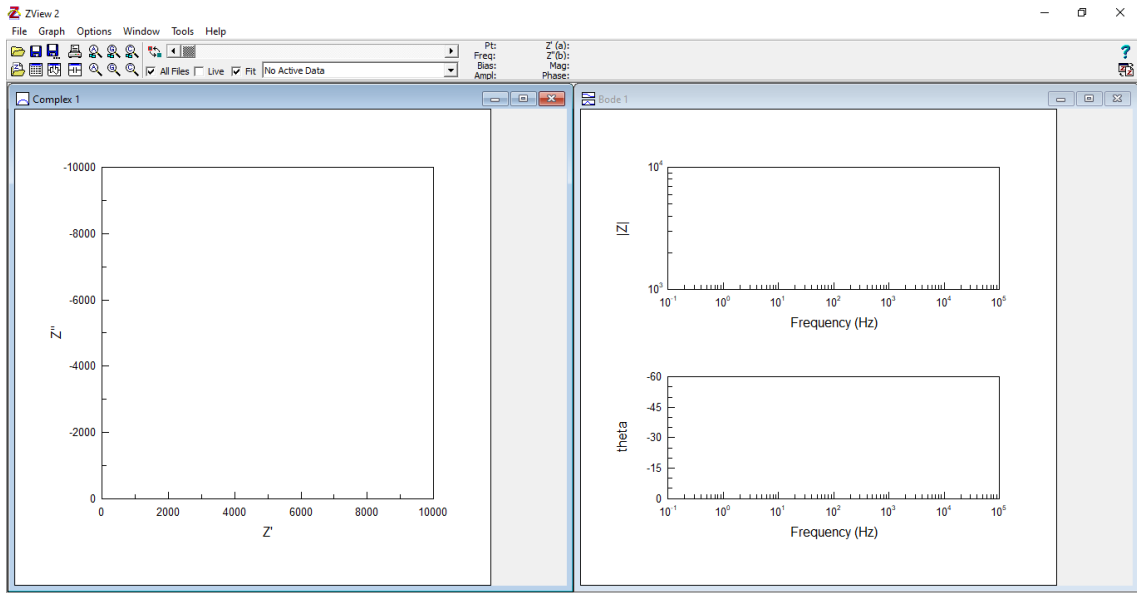 ZView 2
File Graph Options Window Tools Help
Pt: Z' (a):
Freq: Z"(b):
Bias: Mag:
Ampl: Phase:
All Files Live Fit No Active Data
Complex 1
-10000
-8000
-6000
-4000
-2000
0
Z''
0 2000 4000 6000 8000 10000
Z'
Bode 1
10⁴
|Z|
10³
10⁻¹ 10⁰ 10¹ 10² 10³ 10⁴ 10⁵
Frequency (Hz)
-60
-45
-30
-15
0
theta
10⁻¹ 10⁰ 10¹ 10² 10³ 10⁴ 10⁵
Frequency (Hz)